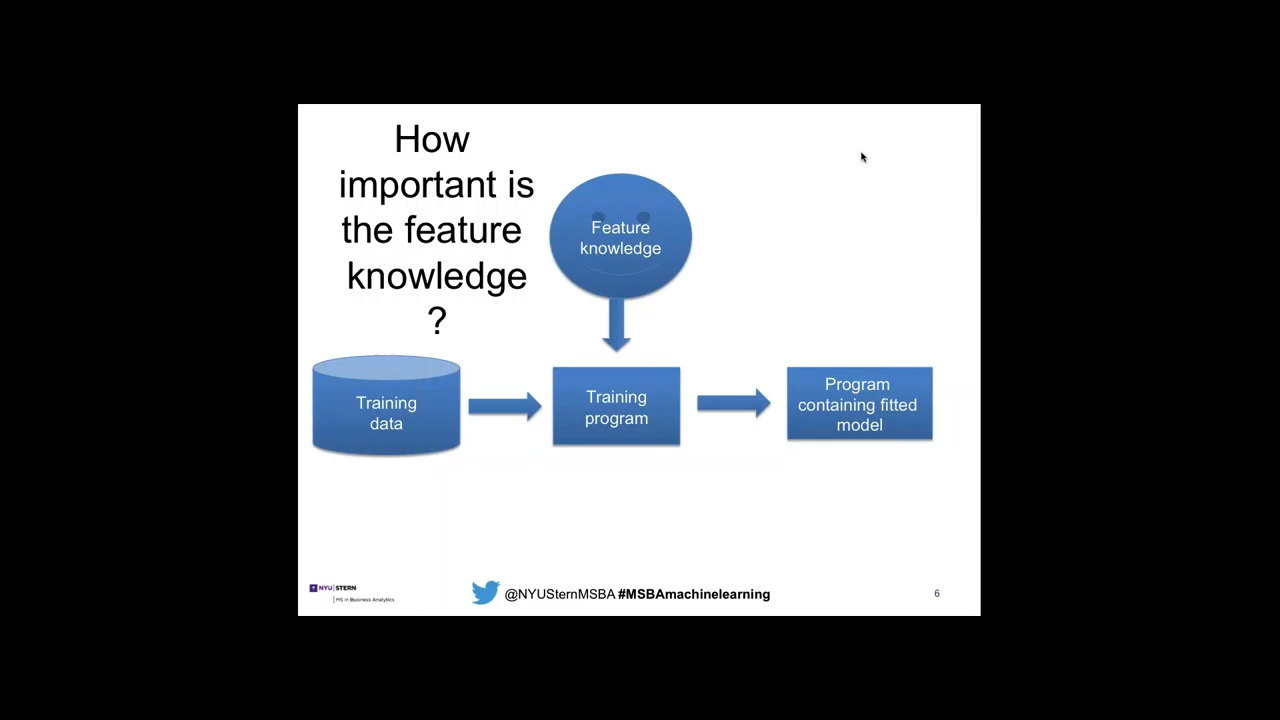 How
important is
the feature
knowledge
?
Feature
knowledge
Training
data
Training
program
Program
containing fitted
model
NYU STERN
MS in Business Analytics
@NYUSternMSBA #MSBAmachinelearning
6